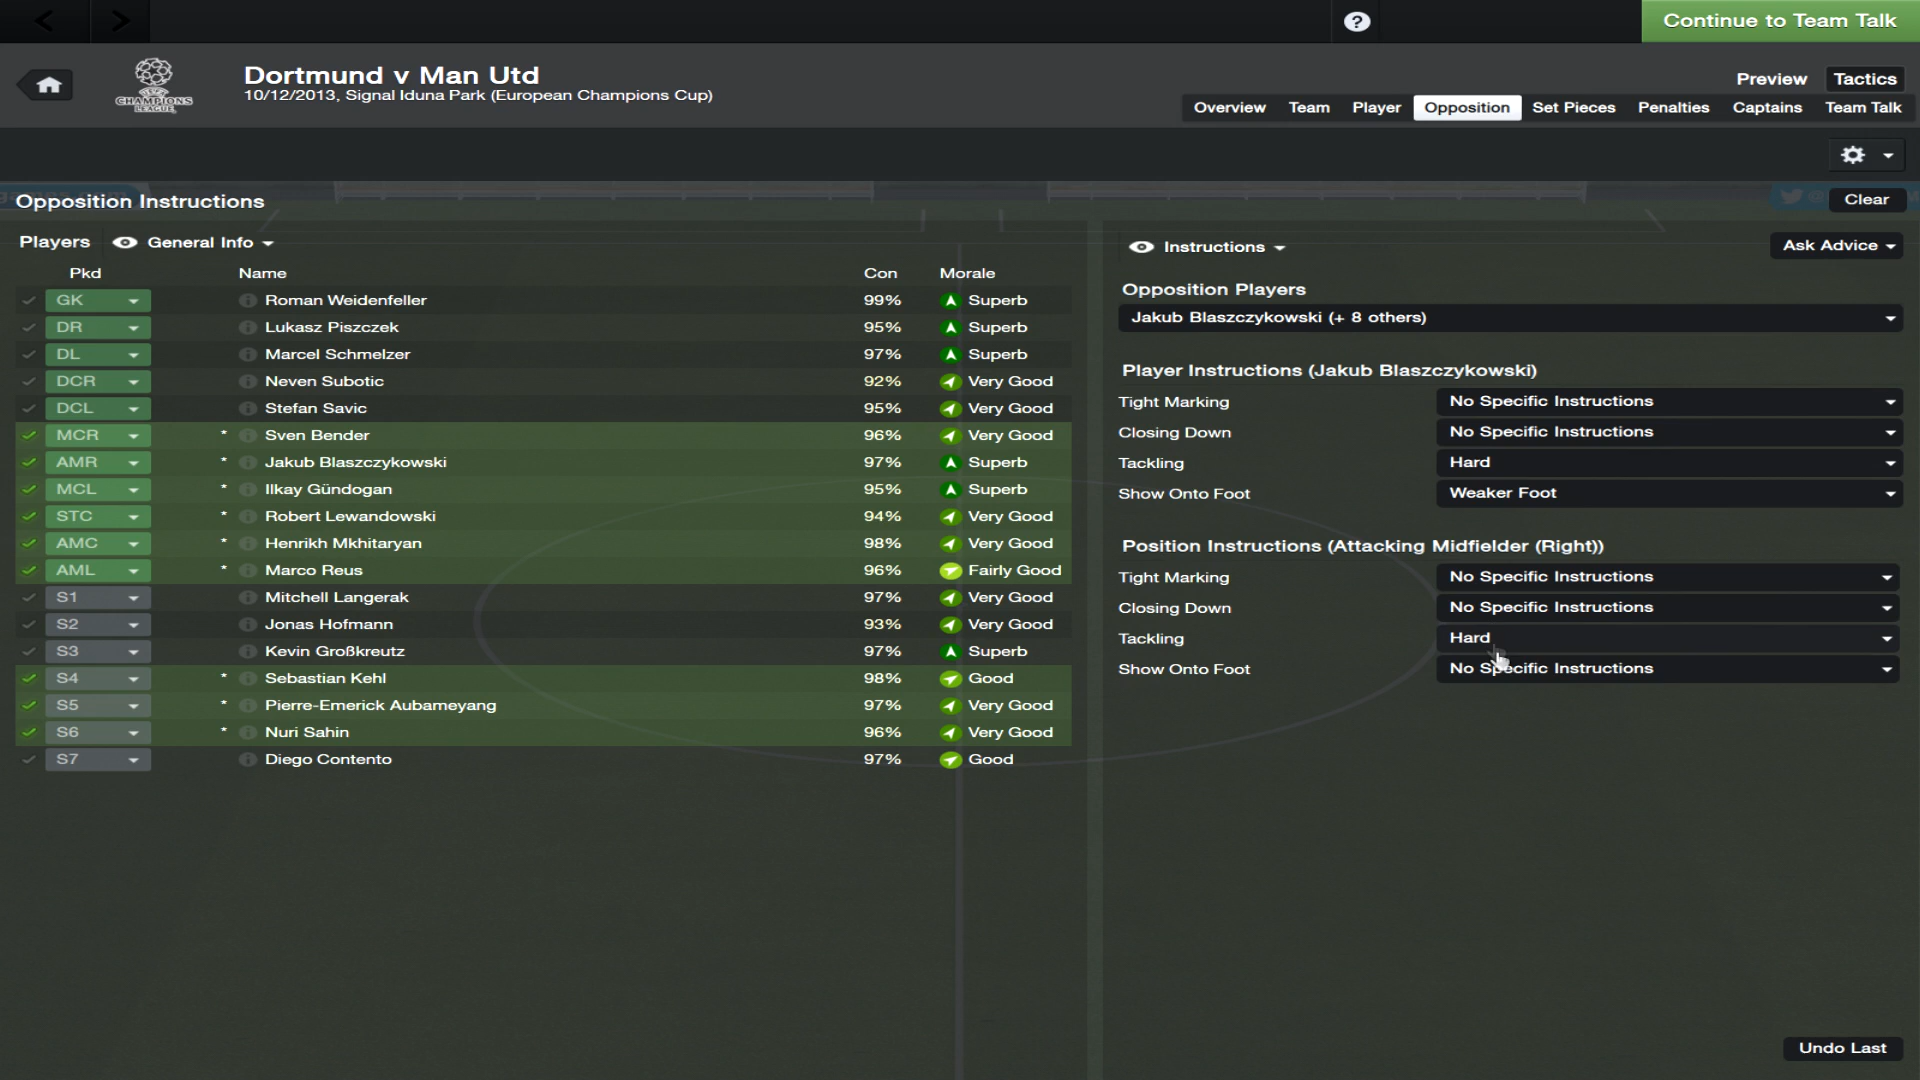 Continue to Team Talk
Dortmund v Man Utd
10/12/2013, Signal Iduna Park (European Champions Cup)
CHAMPIONS
LEAGUE
Preview Tactics
Overview Team Player Opposition Set Pieces Penalties Captains Team Talk
Opposition Instructions
Clear
Players General Info
Pkd Name Con Morale
GK Roman Weidenfeller 99% Superb
DR Lukasz Piszczek 95% Superb
DL Marcel Schmelzer 97% Superb
DCR Neven Subotic 92% Very Good
DCL Stefan Savic 95% Very Good
MCR * Sven Bender 96% Very Good
AMR * Jakub Blaszczykowski 97% Superb
MCL * Ilkay Gündogan 95% Superb
STC * Robert Lewandowski 94% Very Good
AMC * Henrikh Mkhitaryan 98% Very Good
AML * Marco Reus 96% Fairly Good
S1 Mitchell Langerak 97% Very Good
S2 Jonas Hofmann 93% Very Good
S3 Kevin Großkreutz 97% Superb
S4 * Sebastian Kehl 98% Good
S5 * Pierre-Emerick Aubameyang 97% Very Good
S6 * Nuri Sahin 96% Very Good
S7 Diego Contento 97% Good
Instructions
Ask Advice
Opposition Players
Jakub Blaszczykowski (+ 8 others)
Player Instructions (Jakub Blaszczykowski)
Tight Marking No Specific Instructions
Closing Down No Specific Instructions
Tackling Hard
Show Onto Foot Weaker Foot
Position Instructions (Attacking Midfielder (Right))
Tight Marking No Specific Instructions
Closing Down No Specific Instructions
Tackling Hard
Show Onto Foot No Specific Instructions
Undo Last